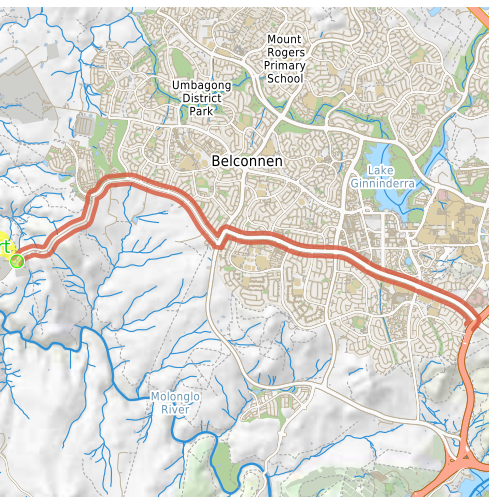 Mount
Rogers
Primary
School
Umbagong
District
Park
Belconnen
Lake
Ginninderra
Molonglo
River